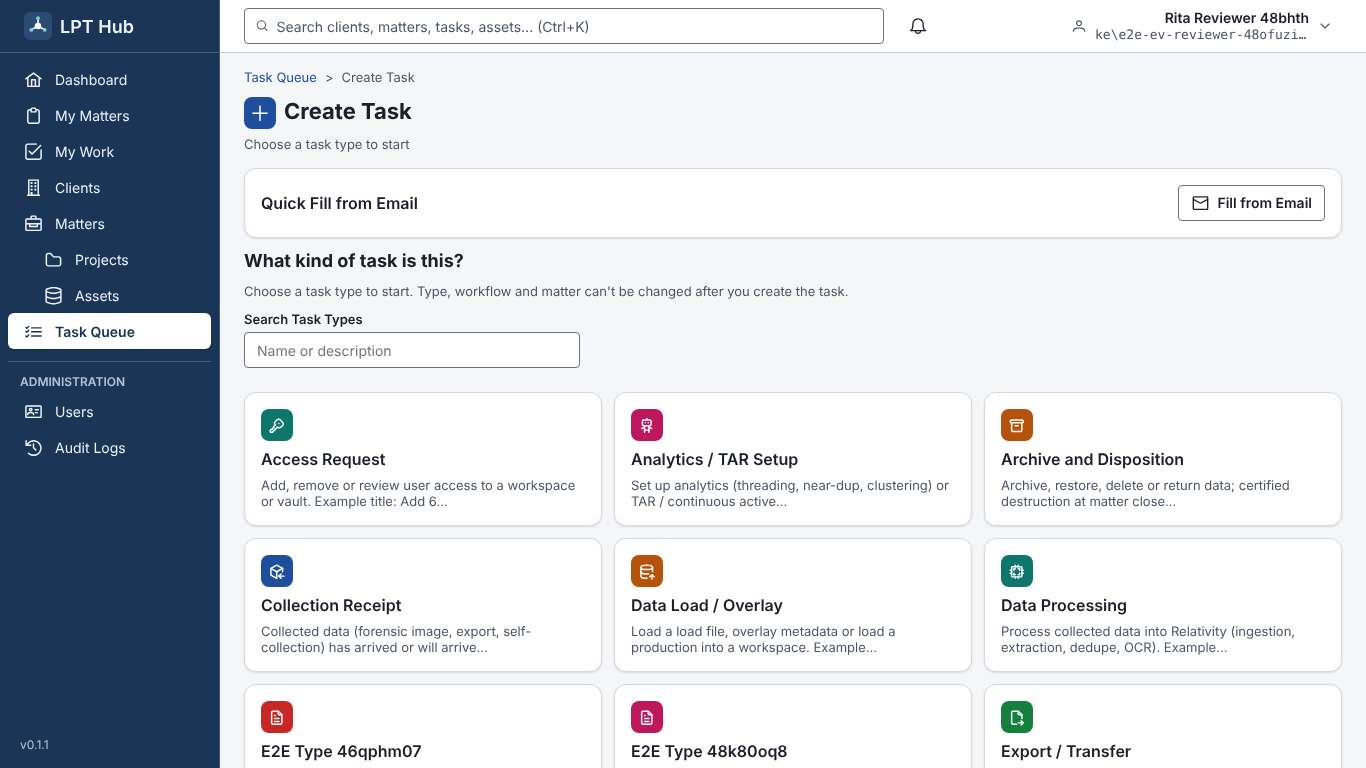 LPT Hub
Search clients, matters, tasks, assets... (Ctrl+K)
Rita Reviewer 48bhth
ke\e2e-ev-reviewer-48ofuzi…
Dashboard
My Matters
My Work
Clients
Matters
Projects
Assets
Task Queue
ADMINISTRATION
Users
Audit Logs
v0.1.1
Task Queue > Create Task
Create Task
Choose a task type to start
Quick Fill from Email
Fill from Email
What kind of task is this?
Choose a task type to start. Type, workflow and matter can't be changed after you create the task.
Search Task Types
Name or description
Access Request
Add, remove or review user access to a workspace
or vault. Example title: Add 6...
Analytics / TAR Setup
Set up analytics (threading, near-dup, clustering) or
TAR / continuous active...
Archive and Disposition
Archive, restore, delete or return data; certified
destruction at matter close...
Collection Receipt
Collected data (forensic image, export, self-
collection) has arrived or will arrive...
Data Load / Overlay
Load a load file, overlay metadata or load a
production into a workspace. Example...
Data Processing
Process collected data into Relativity (ingestion,
extraction, dedupe, OCR). Example...
E2E Type 46qphm07
E2E Type 48k80oq8
Export / Transfer